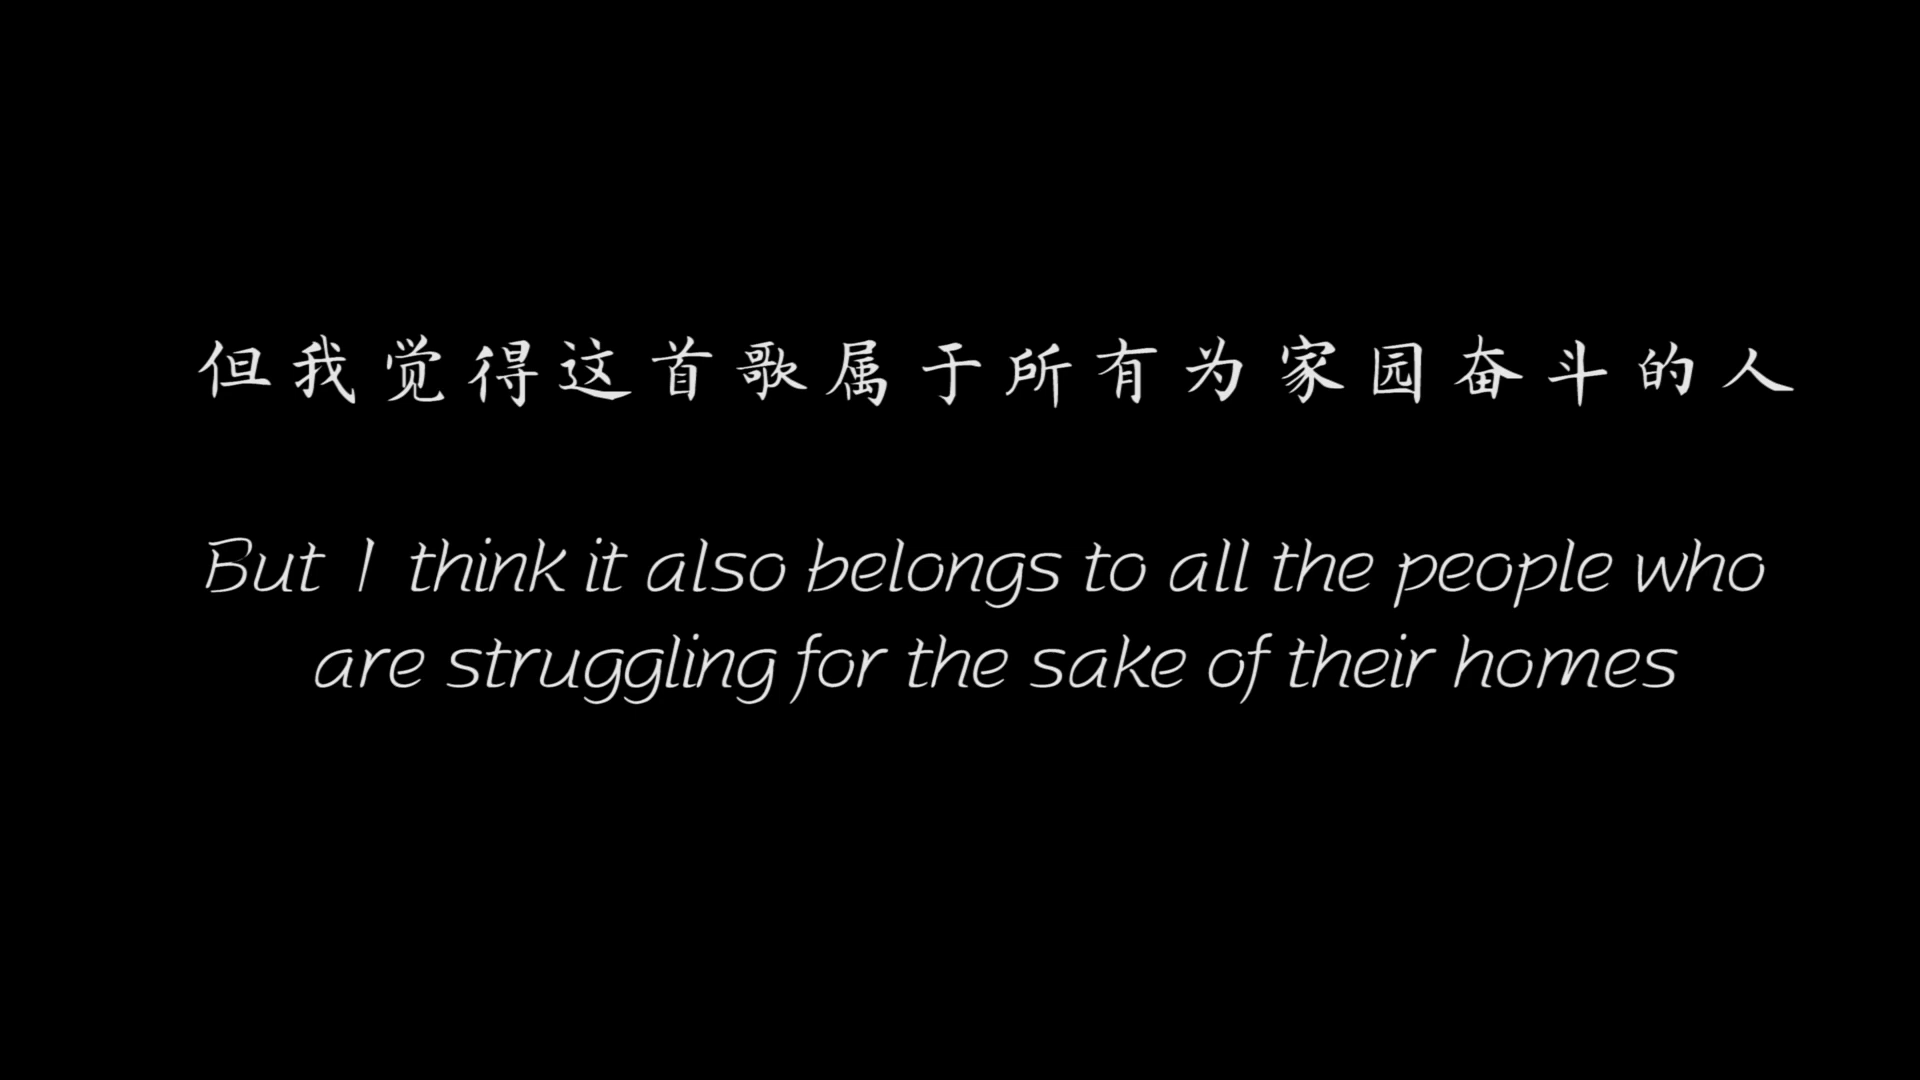 但我觉得这首歌属于所有为家园奋斗的人
But I think it also belongs to all the people who
are struggling for the sake of their homes